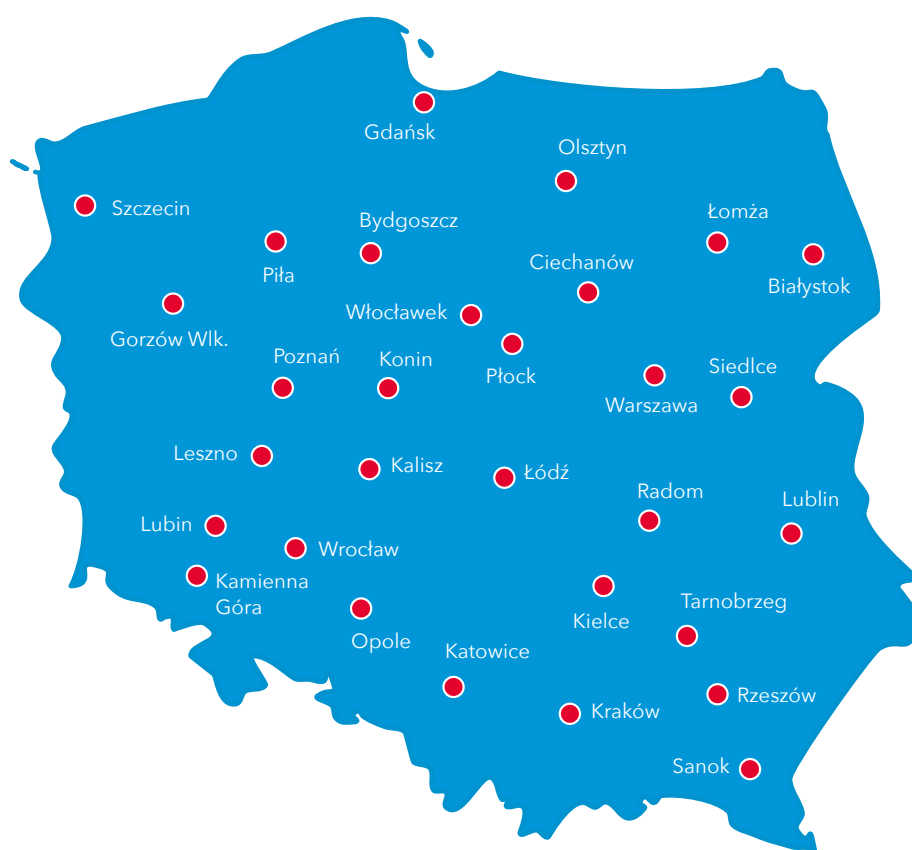 Gdańsk
Olsztyn
Szczecin
Łomża
Bydgoszcz
Ciechanów
Piła
Białystok
Włocławek
Gorzów Wlk.
Poznań
Konin
Płock
Siedlce
Warszawa
Leszno
Kalisz
Łódź
Radom
Lublin
Lubin
Wrocław
Kamienna
Góra
Tarnobrzeg
Kielce
Opole
Katowice
Rzeszów
Kraków
Sanok